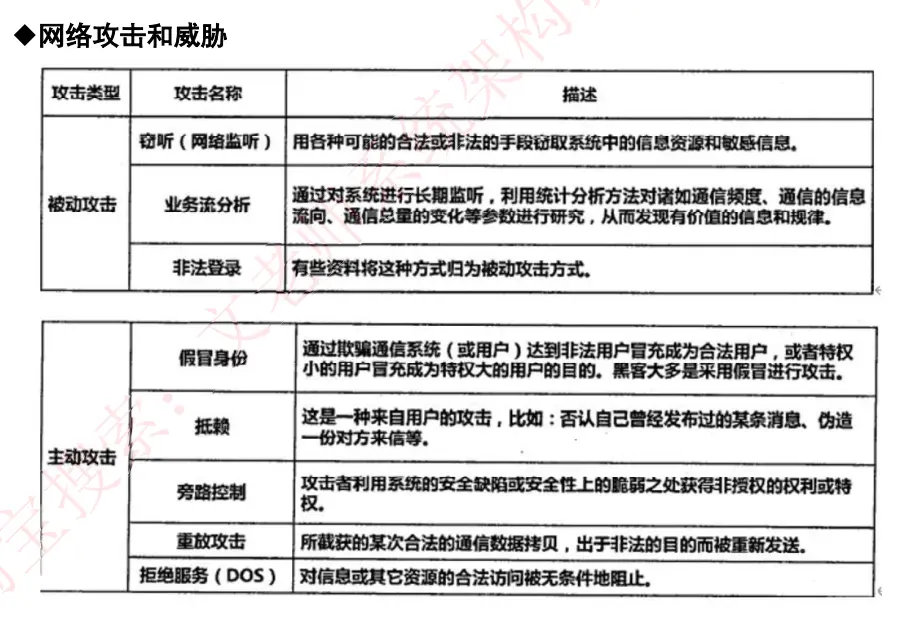 ◆网络攻击和威胁
攻击类型 攻击名称 描述
被动攻击
窃听(网络监听) 用各种可能的合法或非法的手段窃取系统中的信息资源和敏感信息。
业务流分析 通过对系统进行长期监听,利用统计分析方法对诸如通信频度、通信的信息
流向、通信总量的变化等参数进行研究,从而发现有价值的信息和规律。
非法登录 有些资料将这种方式归为被动攻击方式。
主动攻击
假冒身份 通过欺骗通信系统(或用户)达到非法用户冒充成为合法用户,或者特权
小的用户冒充成为特权大的用户的目的。黑客大多是采用假冒进行攻击。
抵赖 这是一种来自用户的攻击,比如:否认自己曾经发布过的某条消息、伪造
一份对方来信等。
旁路控制 攻击者利用系统的安全缺陷或安全性上的脆弱之处获得非授权的权利或特
权。
重放攻击 所截获的某次合法的通信数据拷贝,出于非法的目的而被重新发送。
拒绝服务(DOS) 对信息或其它资源的合法访问被无条件地阻止。
宝搜索:文老师系统架构